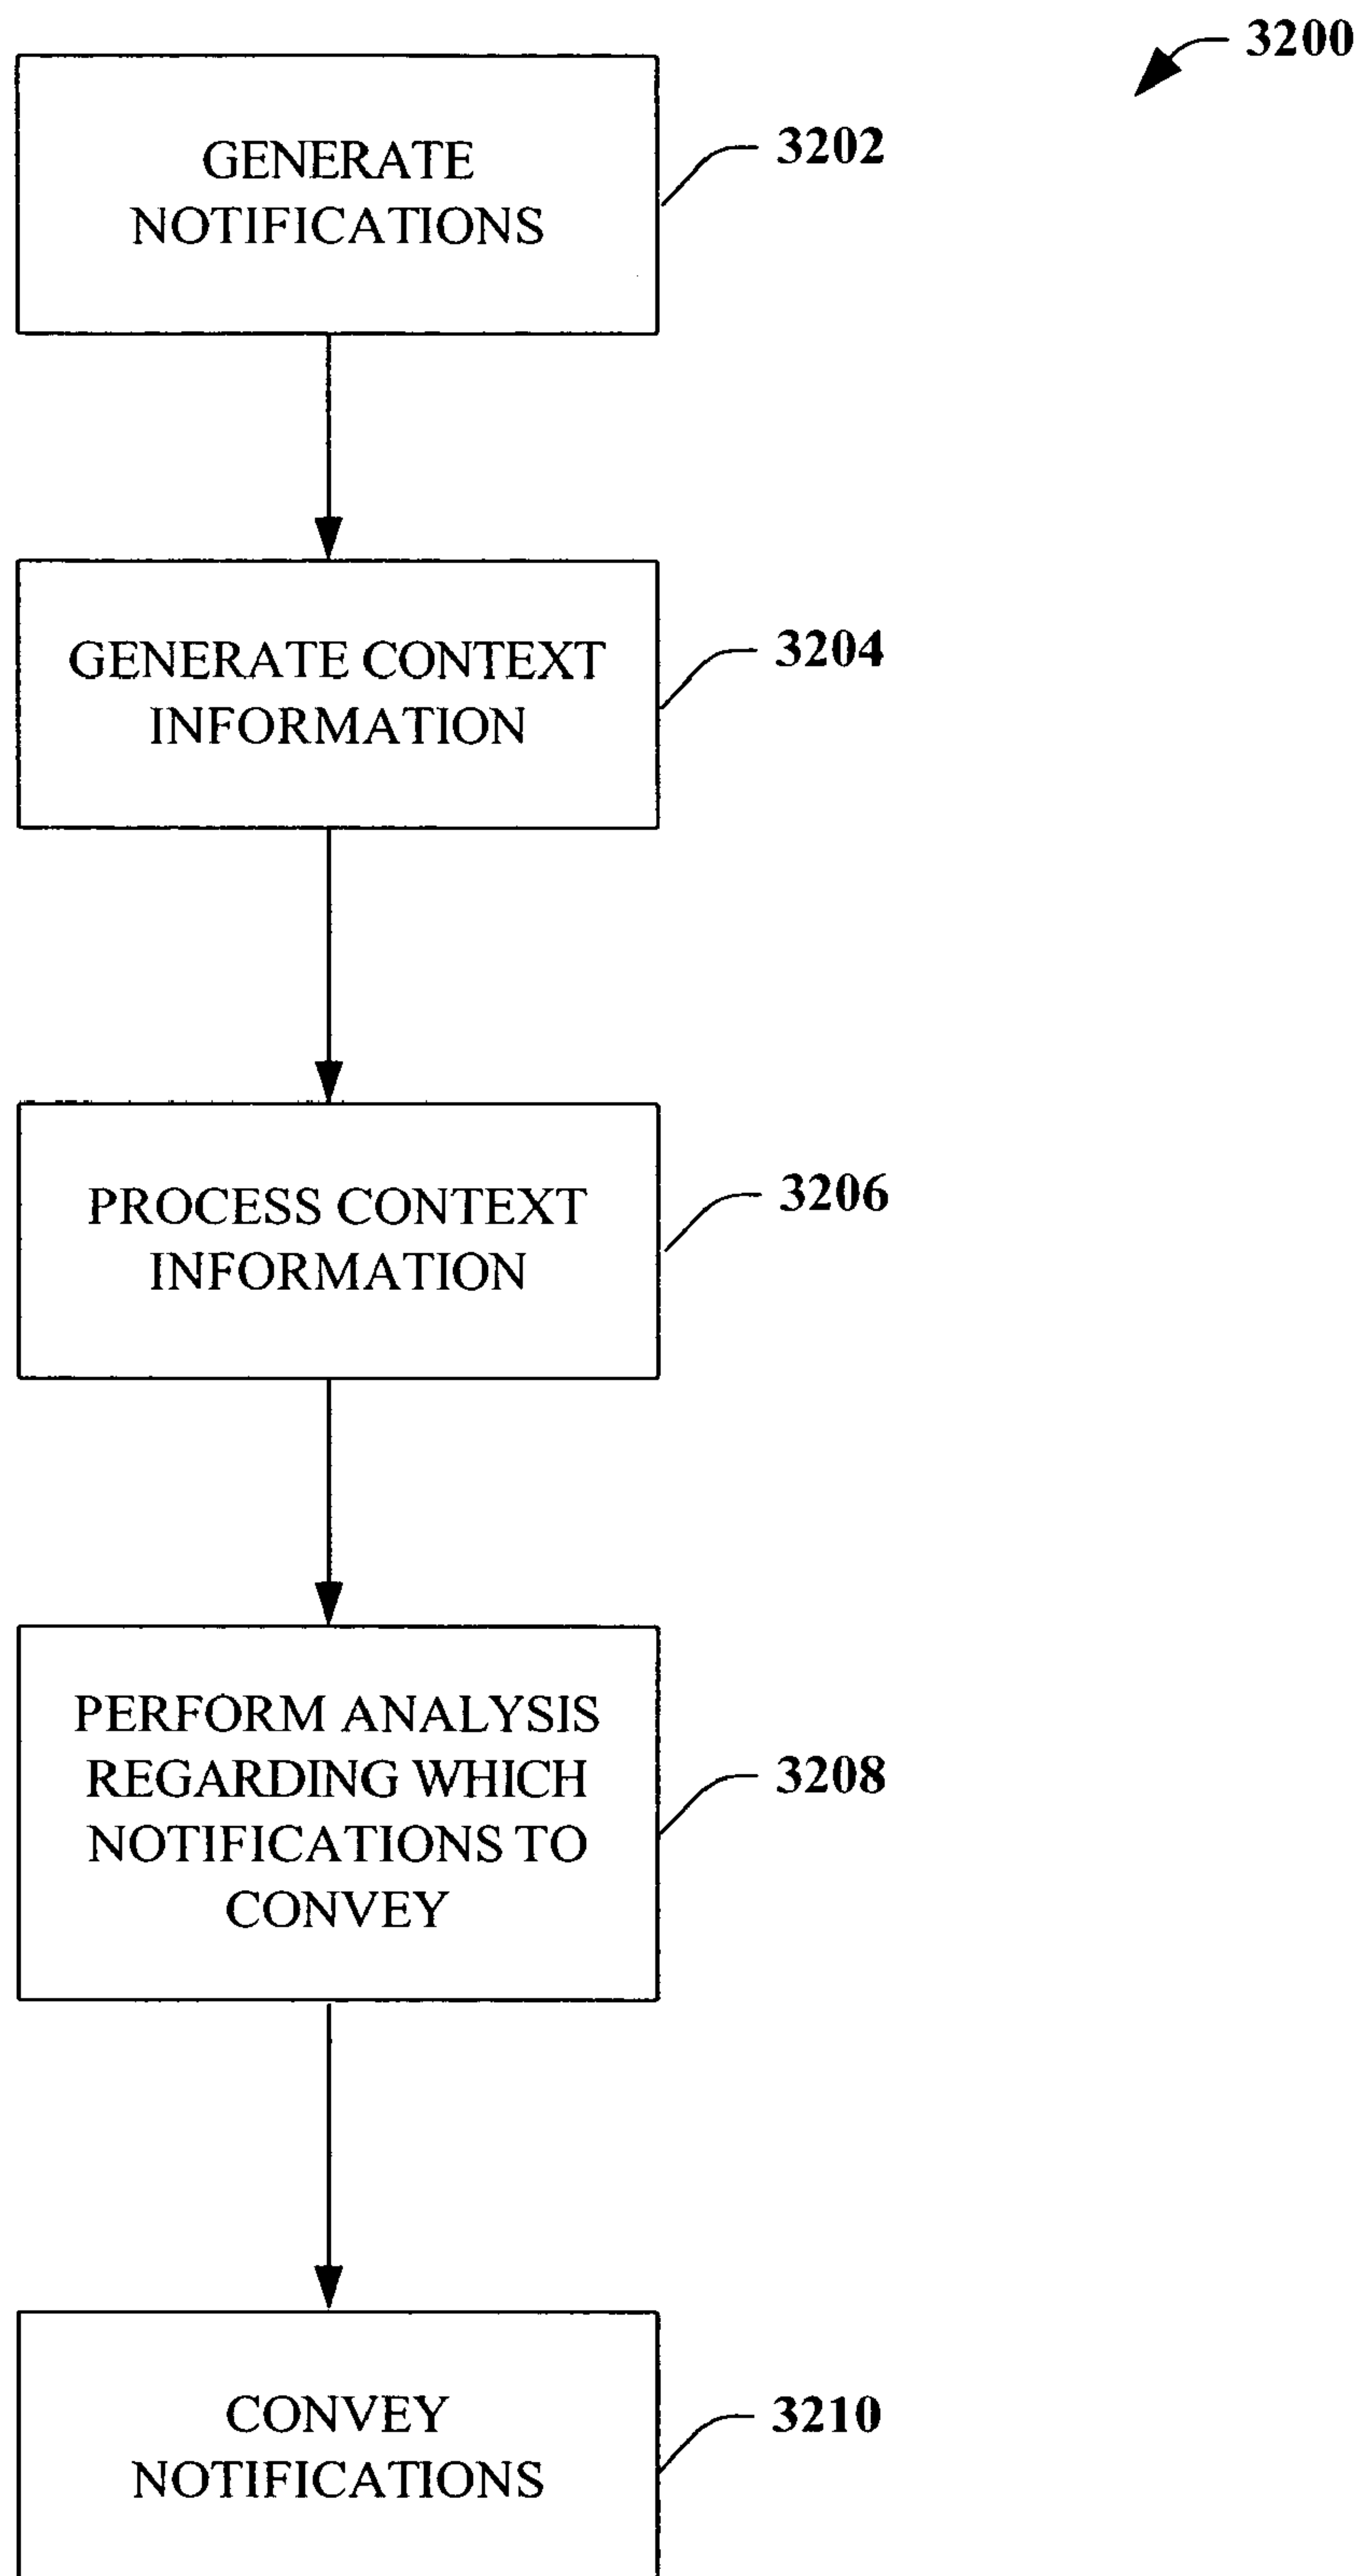 3200
GENERATE
NOTIFICATIONS
3202
GENERATE CONTEXT
INFORMATION
3204
PROCESS CONTEXT
INFORMATION
3206
PERFORM ANALYSIS
REGARDING WHICH
NOTIFICATIONS TO
CONVEY
3208
CONVEY
NOTIFICATIONS
3210